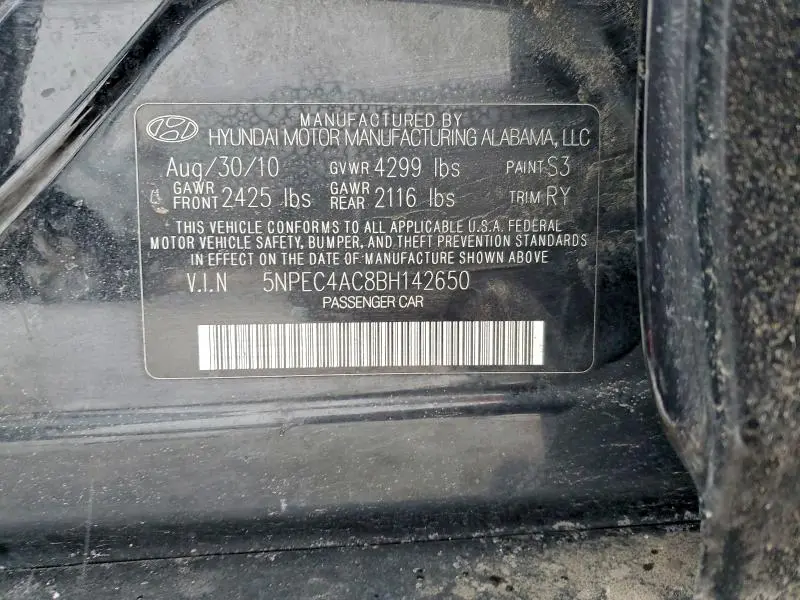 MANUFACTURED BY
HYUNDAI MOTOR MANUFACTURING ALABAMA, LLC
Aug/30/10 GVWR 4299 lbs PAINT S3
GAWR FRONT 2425 lbs GAWR REAR 2116 lbs TRIM RY
THIS VEHICLE CONFORMS TO ALL APPLICABLE U.S.A. FEDERAL
MOTOR VEHICLE SAFETY, BUMPER, AND THEFT PREVENTION STANDARDS
IN EFFECT ON THE DATE OF MANUFACTURE SHOWN ABOVE
V.I.N 5NPEC4AC8BH142650
PASSENGER CAR